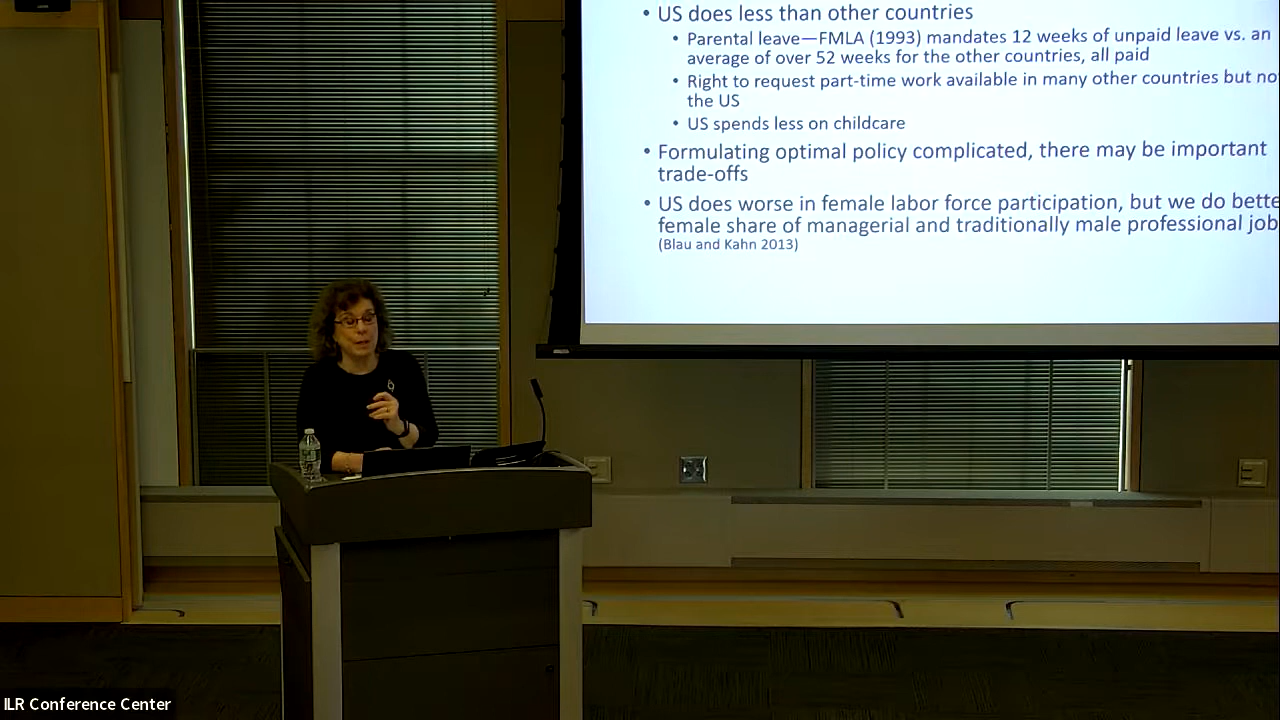 • US does less than other countries
• Parental leave—FMLA (1993) mandates 12 weeks of unpaid leave vs. an
average of over 52 weeks for the other countries, all paid
• Right to request part-time work available in many other countries but no
the US
• US spends less on childcare
• Formulating optimal policy complicated, there may be important
trade-offs
• US does worse in female labor force participation, but we do bette
female share of managerial and traditionally male professional job
(Blau and Kahn 2013)
ILR Conference Center